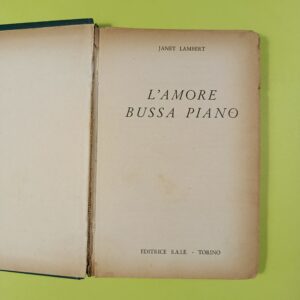 JANET LAMBERT
L'AMORE
BUSSA PIANO
EDITRICE S.A.I.E. - TORINO